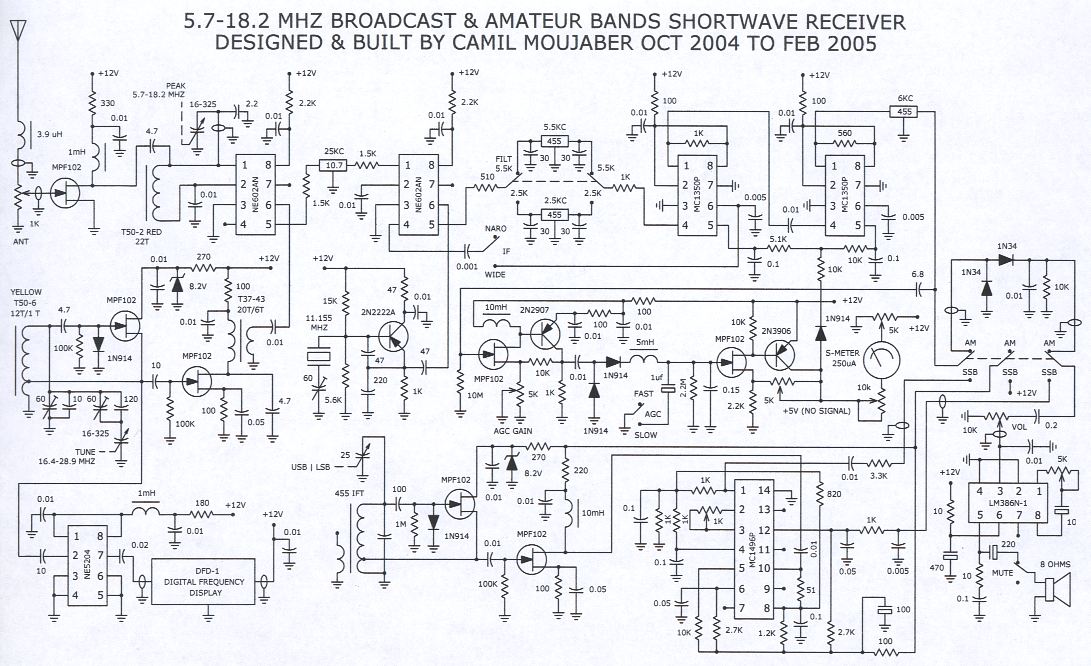 5.7-18.2 MHZ BROADCAST & AMATEUR BANDS SHORTWAVE RECEIVER
DESIGNED & BUILT BY CAMIL MOUJABER OCT 2004 TO FEB 2005
+12V
330
0.01
3.9 uH
1mH
MPF102
1K
ANT
4.7
PEAK
5.7-18.2 MHZ
16-325
2.2
T50-2 RED
22T
0.01
+12V
2.2K
0.01
1 8
2 7
3 6
4 5
NE602AN
25KC
10.7
1.5K
1.5K
0.01
+12V
2.2K
0.01
1 8
2 7
3 6
4 5
NE602AN
510
0.001
NARO
IF
WIDE
FILT
5.5K
2.5K
5.5KC
455
30
30
5.5K
2.5K
2.5KC
455
30
30
1K
+12V
100
0.01
1K
1 8
2 7
3 6
4 5
MC1350P
0.005
0.1
5.1K
+12V
100
0.01
560
1 8
2 7
3 6
4 5
MC1350P
0.01
0.005
10K
0.1
10K
6KC
455
6.8
1N34
1N34
0.01
10K
AM
SSB
AM
SSB
AM
SSB
+12V
YELLOW
T50-6
12T/1 T
4.7
100K
1N914
MPF102
0.01
8.2V
270
+12V
100
0.01
T37-43
20T/6T
0.01
10
MPF102
100K
100
0.05
4.7
60
10
60
120
16-325
TUNE
16.4-28.9 MHZ
+12V
15K
11.155
MHZ
60
5.6K
2N2222A
47
0.01
47
220
47
1K
10mH
2N2907
100
0.01
0.01
100
+12V
MPF102
10M
10K
5K
AGC GAIN
1K
0.01
1N914
1N914
5mH
1uf
FAST
AGC
SLOW
2.2M
0.15
MPF102
10K
2N3906
2.2K
5K
+5V (NO SIGNAL)
1N914
5K
+12V
S-METER
250uA
10k
10K
VOL
0.2
0.01
5K
10
+12V
10
470
4 3 2 1
LM386N-1
5 6 7 8
220
MUTE
10
0.1
8 OHMS
25
USB | LSB
455 IFT
100
1M
1N914
MPF102
0.01
8.2V
270
220
0.01
10mH
0.01
MPF102
100K
100
0.05
0.01
1mH
180
+12V
0.01
1 8
2 7
3 6
4 5
NE5204
10
0.02
DFD-1
DIGITAL FREQUENCY
DISPLAY
+12V
0.01
0.1
1K
1K
1K
1K
0.1
0.05
10K
2.7K
1 14
2 13
3 12
4 11
5 10
6 9
7 8
MC1496P
820
0.01
3.3K
0.01
51
0.1
1.2K
2.7K
1K
0.05
0.005
100
100